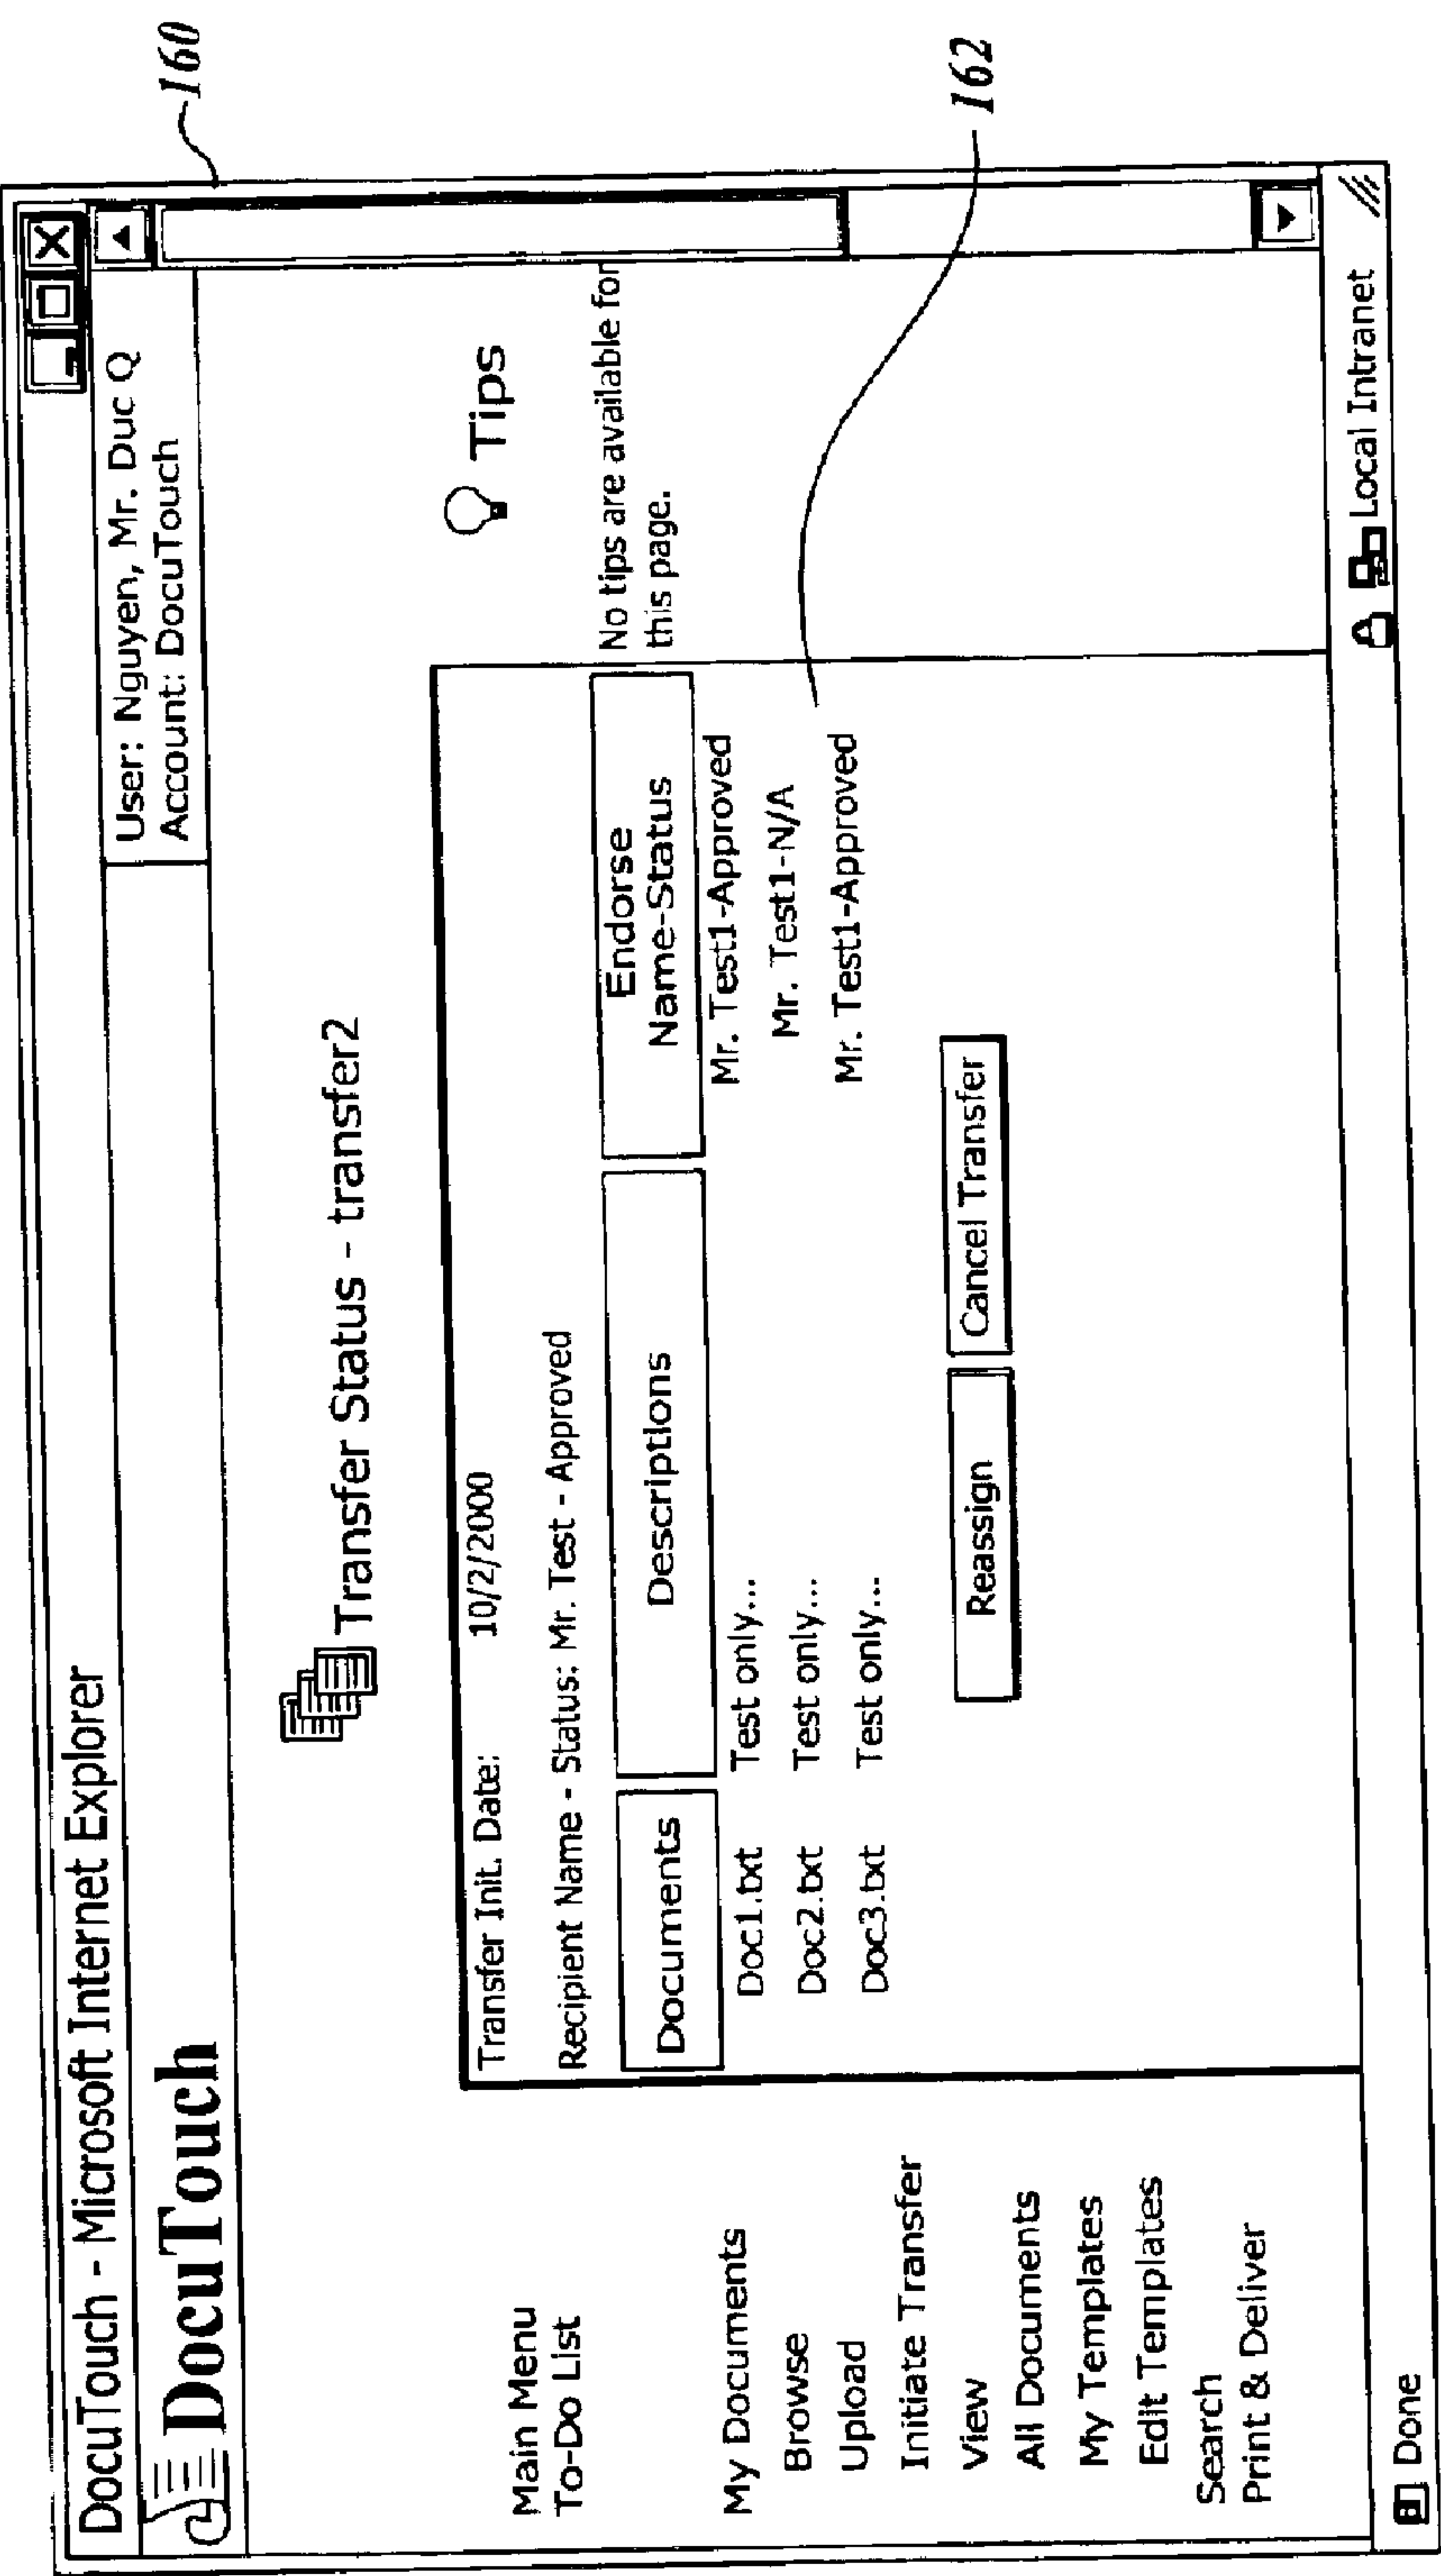 DocuTouch - Microsoft Internet Explorer
DocuTouch
User: Nguyen, Mr. Duc Q
Account: DocuTouch
160
Transfer Status - transfer2
Main Menu
To-Do List
My Documents
Browse
Upload
Initiate Transfer
View
All Documents
My Templates
Edit Templates
Search
Print & Deliver
Transfer Init. Date: 10/2/2000
Recipient Name - Status: Mr. Test - Approved
Documents Descriptions Endorse
Name-Status
Doc1.txt Test only... Mr. Test1-Approved
Doc2.txt Test only... Mr. Test1-N/A
Doc3.txt Test only... Mr. Test1-Approved
Reassign Cancel Transfer
Tips
No tips are available for
this page.
162
Done Local Intranet